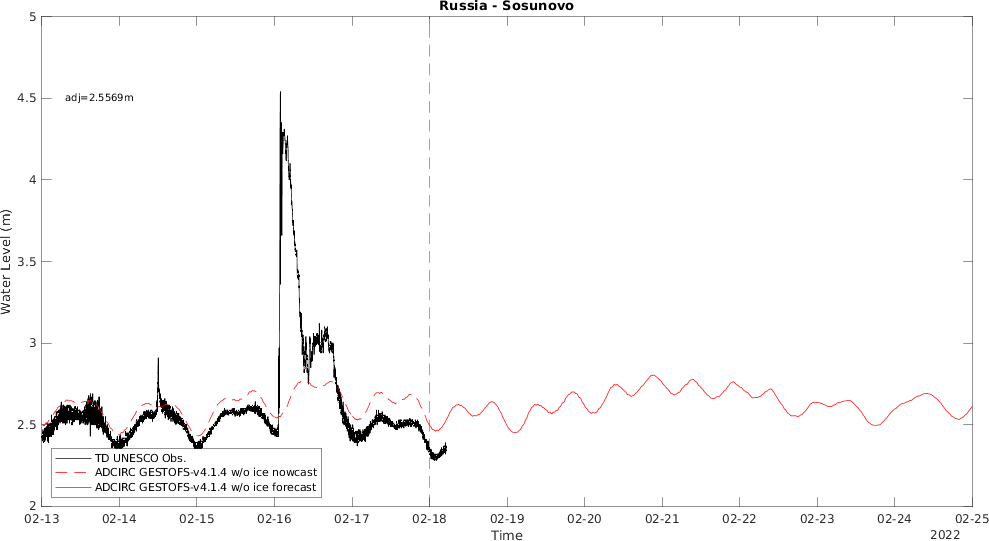 Russia - Sosunovo
5
4.5
adj=2.5569m
4
3.5
Water Level (m)
3
2.5
TD UNESCO Obs.
ADCIRC GESTOFS-v4.1.4 w/o ice nowcast
ADCIRC GESTOFS-v4.1.4 w/o ice forecast
2
02-13 02-14 02-15 02-16 02-17 02-18 02-19 02-20 02-21 02-22 02-23 02-24 02-25
Time
2022